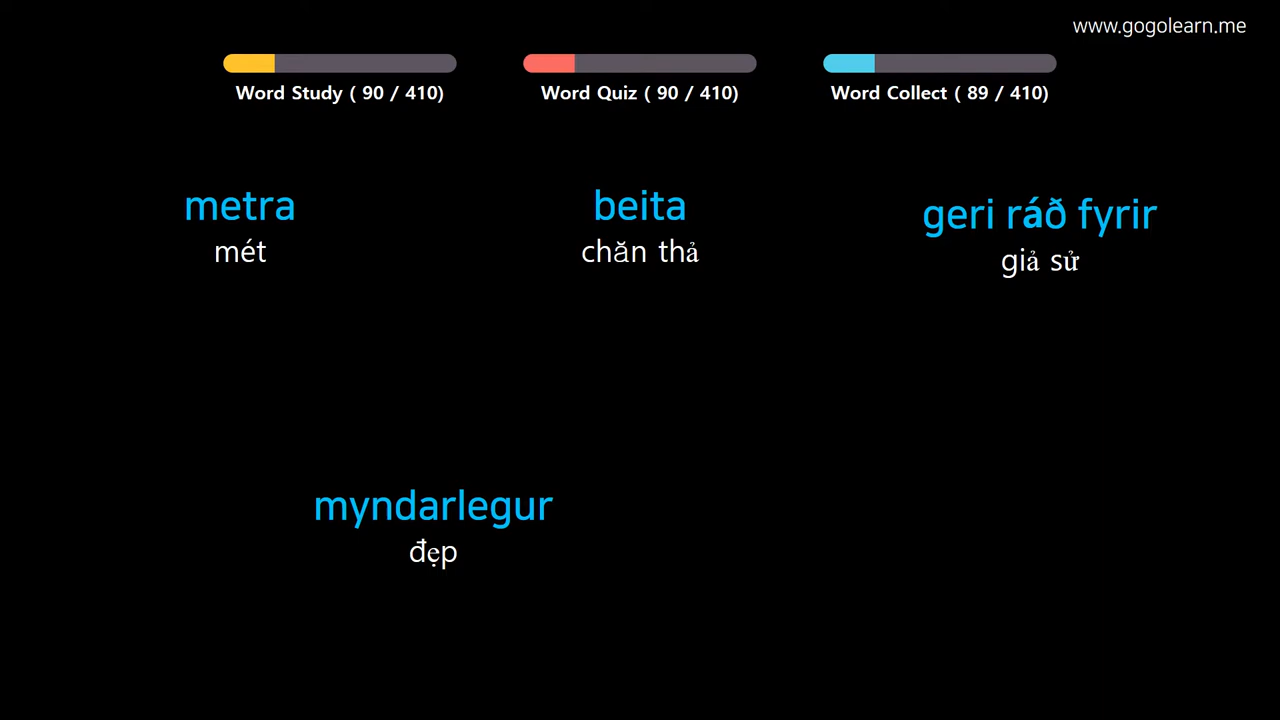 www.gogolearn.me
Word Study ( 90 / 410)
Word Quiz ( 90 / 410)
Word Collect ( 89 / 410)
metra
mét
beita
chăn thả
geri ráð fyrir
giả sử
myndarlegur
đẹp